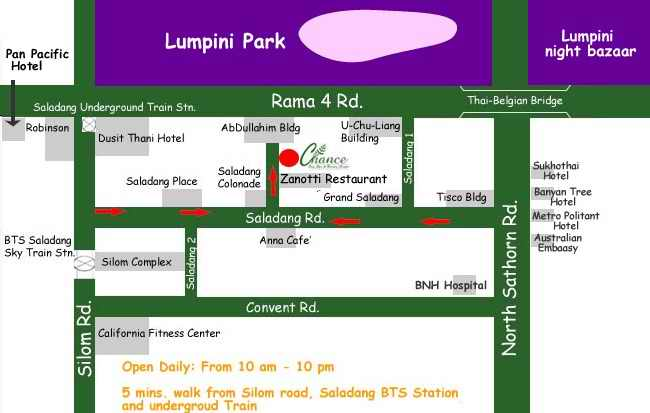 Lumpini Park
Lumpini
night bazaar
Pan Pacific
Hotel
Rama 4 Rd.
Thai-Belgian Bridge
Saladang Underground Train Stn.
Robinson
Dusit Thani Hotel
AbDullahim Bldg
U-Chu-Liang
Building
Saladang 1
Chance
Saladang
Colonade
Zanotti Restaurant
Saladang Place
Grand Saladang
Tisco Bldg
Sukhothai
Hotel
Banyan Tree
Hotel
Metro Politant
Hotel
Australian
Embaasy
Saladang Rd.
North Sathorn Rd.
BTS Saladang
Sky Train Stn.
Anna Cafe'
Saladang 2
Silom Complex
BNH Hospital
Silom Rd.
Convent Rd.
California Fitness Center
Open Daily: From 10 am - 10 pm
5 mins. walk from Silom road, Saladang BTS Station
and undergroud Train